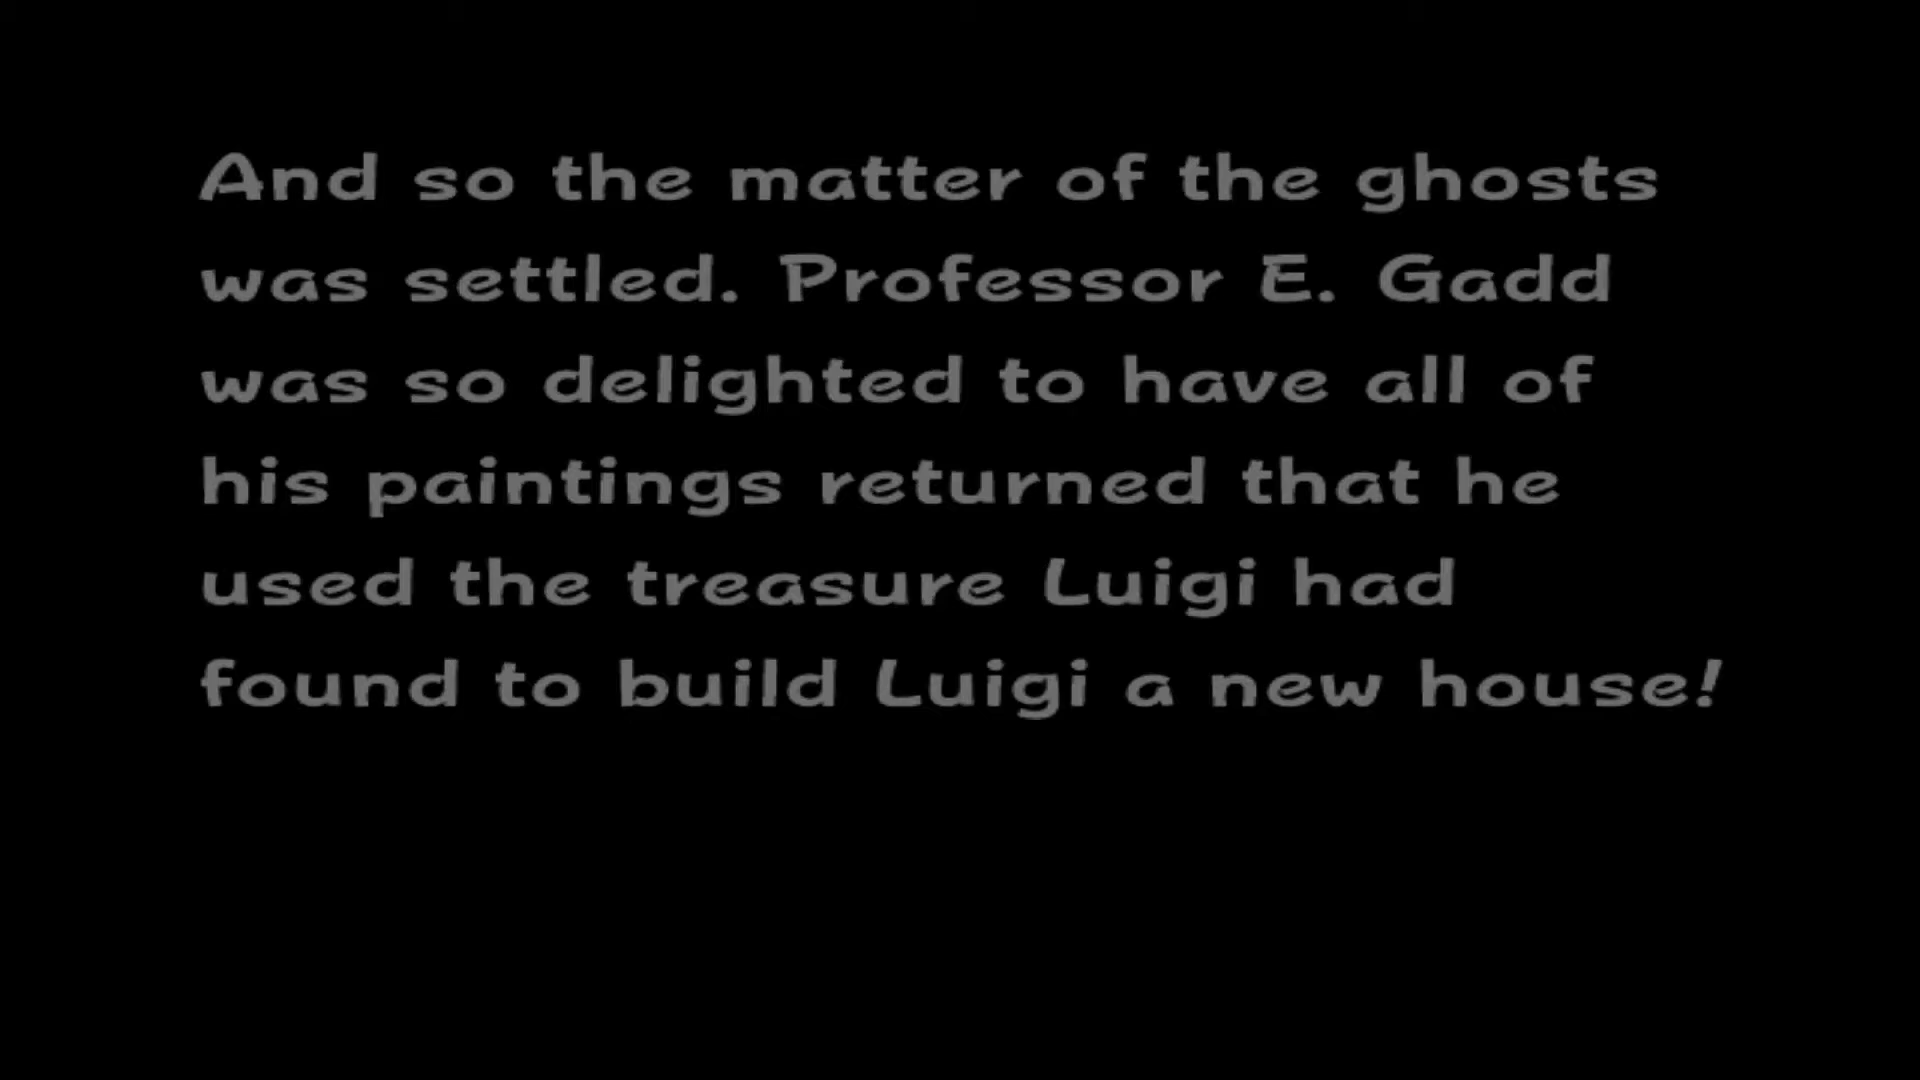 And so the matter of the ghosts
was settled. Professor E. Gadd
was so delighted to have all of
his paintings returned that he
used the treasure Luigi had
found to build Luigi a new house!